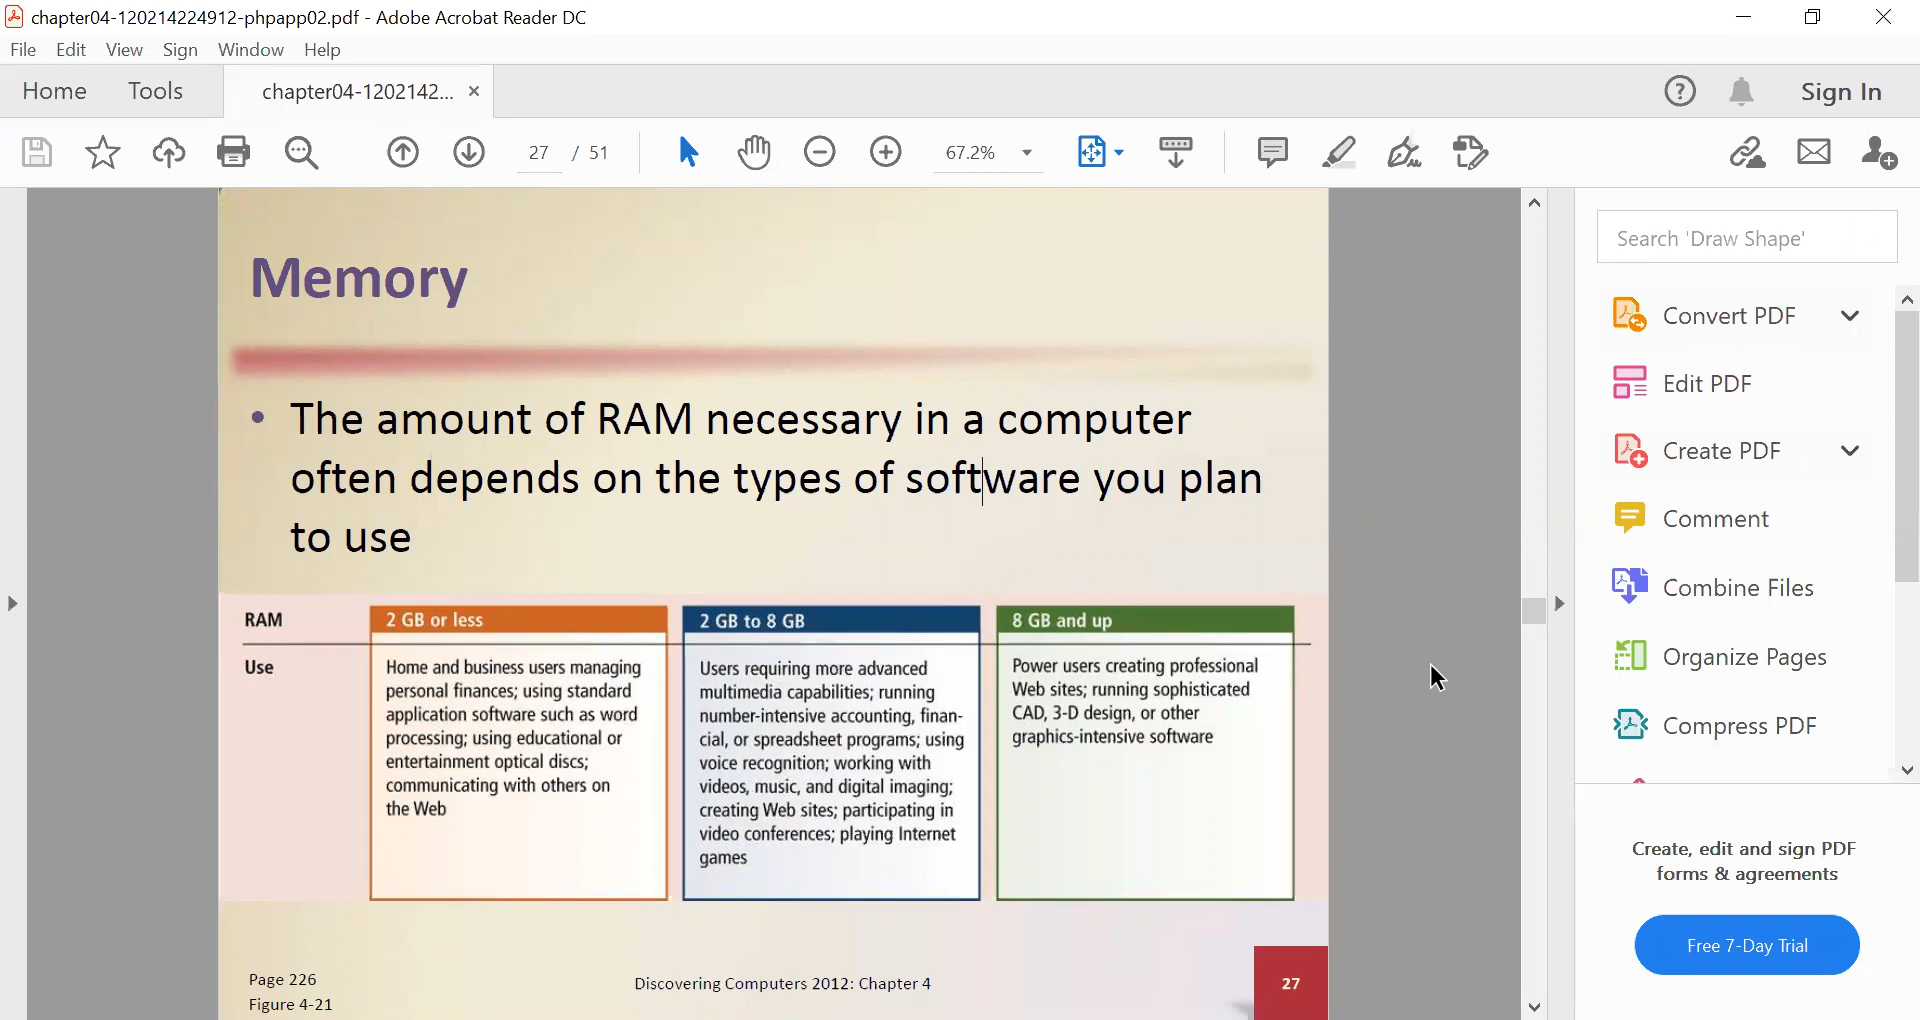 chapter04-120214224912-phpapp02.pdf - Adobe Acrobat Reader DC
File Edit View Sign Window Help
Home Tools chapter04-1202142... × ? Sign In
27 / 51 67.2%
Memory
• The amount of RAM necessary in a computer
often depends on the types of software you plan
to use
RAM 2 GB or less 2 GB to 8 GB 8 GB and up
Use
Home and business users managing
personal finances; using standard
application software such as word
processing; using educational or
entertainment optical discs;
communicating with others on
the Web
Users requiring more advanced
multimedia capabilities; running
number-intensive accounting, finan-
cial, or spreadsheet programs; using
voice recognition; working with
videos, music, and digital imaging;
creating Web sites; participating in
video conferences; playing Internet
games
Power users creating professional
Web sites; running sophisticated
CAD, 3-D design, or other
graphics-intensive software
Page 226
Figure 4-21
Discovering Computers 2012: Chapter 4
27
Search 'Draw Shape'
Convert PDF
Edit PDF
Create PDF
Comment
Combine Files
Organize Pages
Compress PDF
Create, edit and sign PDF
forms & agreements
Free 7-Day Trial